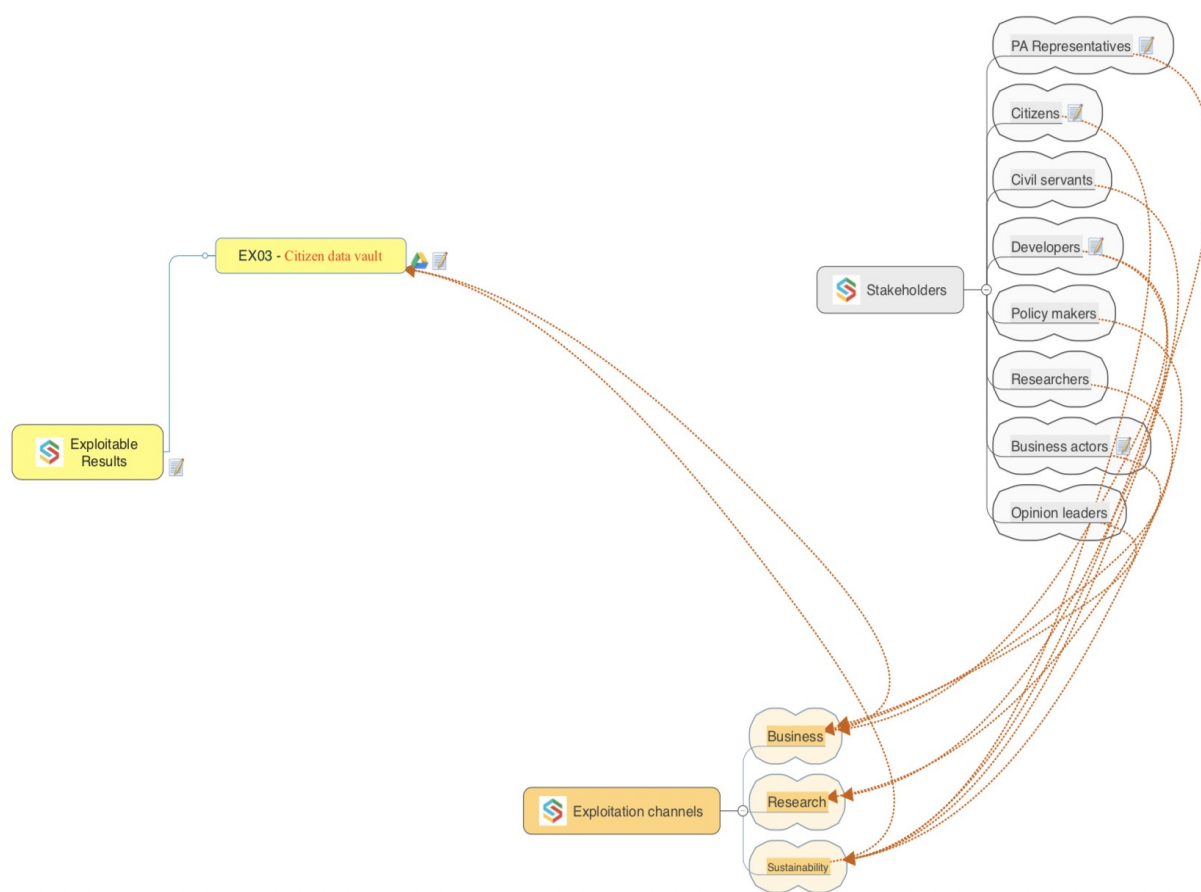 PA Representatives
Citizens
Civil servants
EX03 - Citizen data vault
Developers
Stakeholders
Policy makers
Researchers
Exploitable
Results
Business actors
Opinion leaders
Business
Exploitation channels
Research
Sustainability